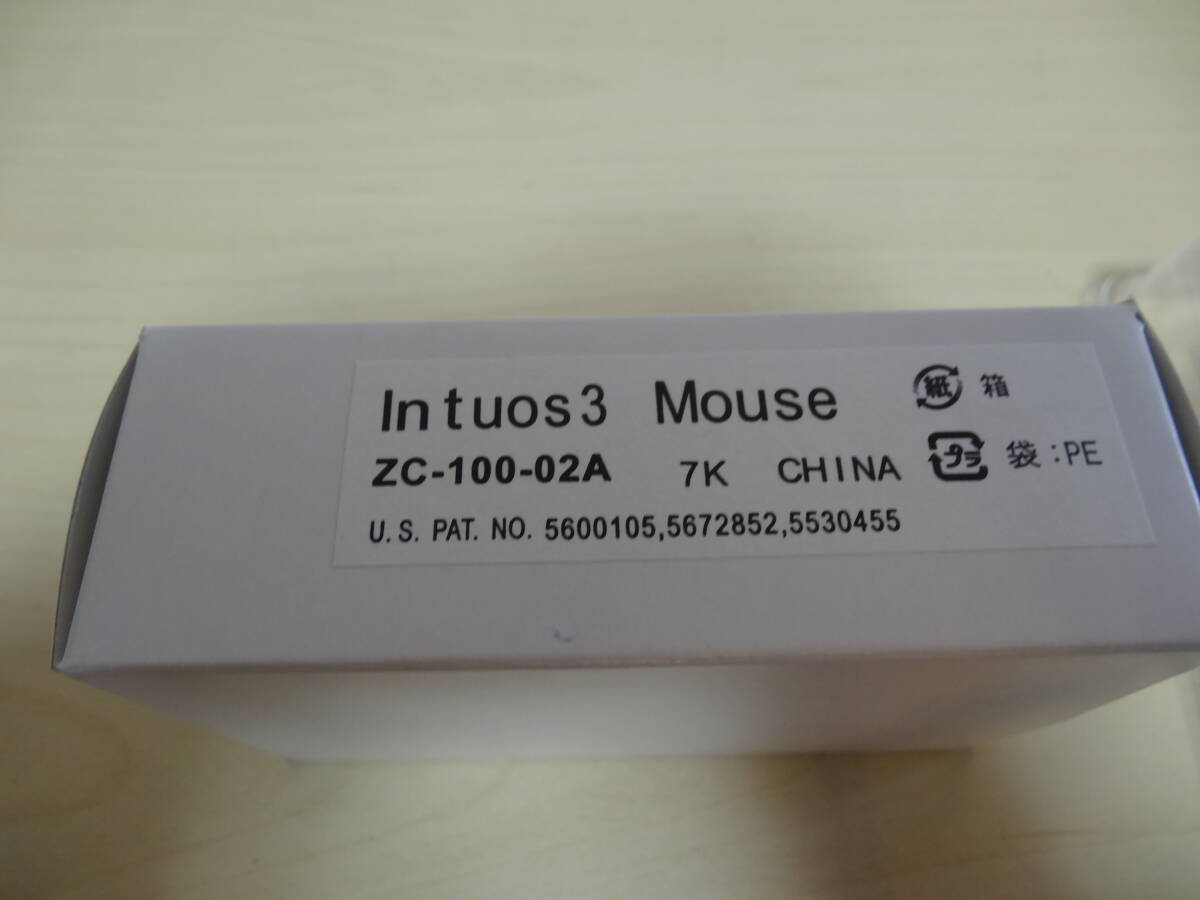 Intuos3 Mouse 紙 箱
ZC-100-02A 7K CHINA プラ 袋:PE
U.S. PAT. NO. 5600105,5672852,5530455